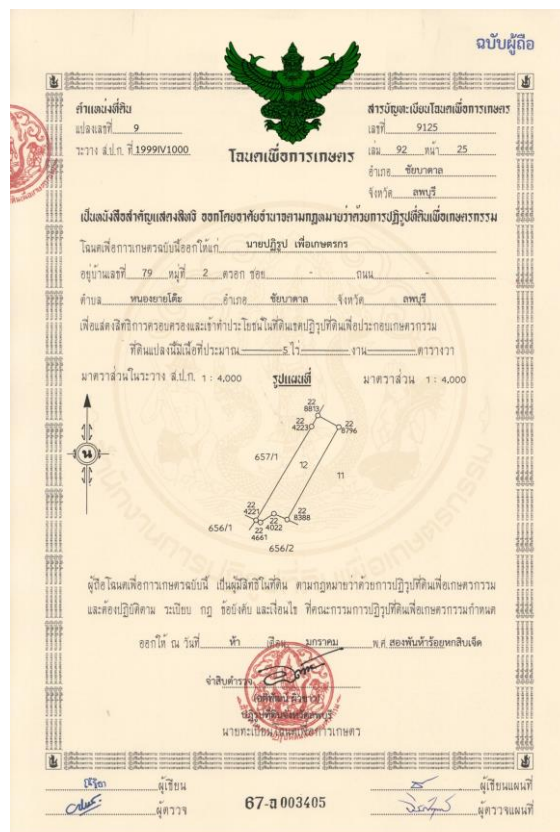 ฉบับผู้ถือ
ตำแหน่งที่ดิน
แปลงเลขที่ 9
ระวาง ส.ป.ก. ที่ 1999IV1000
โฉนดเพื่อการเกษตร
สารบัญทะเบียนโฉนดเพื่อการเกษตร
เลขที่ 9125
เล่ม 92 หน้า 25
อำเภอ ชัยบาดาล
จังหวัด ลพบุรี
เป็นหนังสือสำคัญแสดงสิทธิ ออกโดยอาศัยอำนาจตามกฎหมายว่าด้วยการปฏิรูปที่ดินเพื่อเกษตรกรรม
โฉนดเพื่อการเกษตรฉบับนี้ออกให้แก่ นายปฏิรูป เพื่อเกษตรกร
อยู่บ้านเลขที่ 79 หมู่ที่ 2 ตรอก ซอย - ถนน -
ตำบล หนองยายโต๊ะ อำเภอ ชัยบาดาล จังหวัด ลพบุรี
เพื่อแสดงสิทธิการครอบครองและเข้าทำประโยชน์ในที่ดินเขตปฏิรูปที่ดินเพื่อประกอบเกษตรกรรม
ที่ดินแปลงนี้มีเนื้อที่ประมาณ 5 ไร่ งาน ตารางวา
มาตราส่วนในระวาง ส.ป.ก. 1 : 4,000 รูปแผนที่ มาตราส่วน 1 : 4,000
22
8813
22
4223
22
8796
657/1
12
11
น
22
4221
22
4661
22
4022
22
8388
656/1
656/2
ผู้ถือโฉนดเพื่อการเกษตรฉบับนี้ เป็นผู้มีสิทธิในที่ดิน ตามกฎหมายว่าด้วยการปฏิรูปที่ดินเพื่อเกษตรกรรม
และต้องปฏิบัติตาม ระเบียบ กฎ ข้อบังคับ และเงื่อนไข ที่คณะกรรมการปฏิรูปที่ดินเพื่อเกษตรกรรมกำหนด
ออกให้ ณ วันที่ ห้า เดือน มกราคม พ.ศ. สองพันห้าร้อยหกสิบเจ็ด
จ่าสิบตำรวจ
ปฏิรูปที่ดินจังหวัดลพบุรี
นายทะเบียนโฉนดเพื่อการเกษตร
ผู้เขียน
ผู้ตรวจ
67-a 003405
ผู้เขียนแผนที่
ผู้ตรวจแผนที่